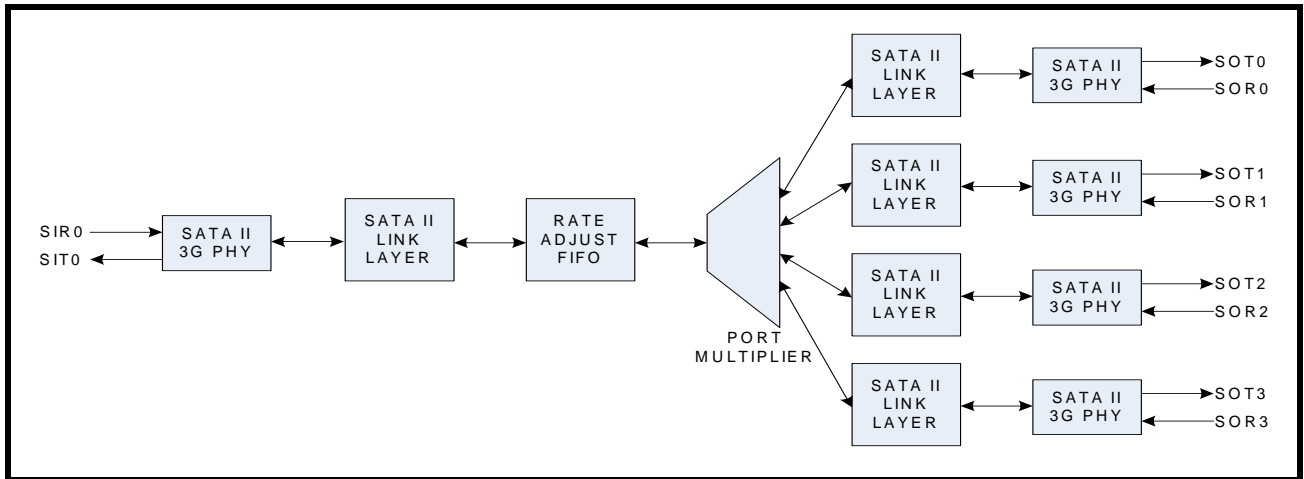 SIR0
SIT0
SATA II
3G PHY
SATA II
LINK
LAYER
RATE
ADJUST
FIFO
PORT
MULTIPLIER
SATA II
LINK
LAYER
SATA II
3G PHY
SOT0
SOR0
SATA II
LINK
LAYER
SATA II
3G PHY
SOT1
SOR1
SATA II
LINK
LAYER
SATA II
3G PHY
SOT2
SOR2
SATA II
LINK
LAYER
SATA II
3G PHY
SOT3
SOR3